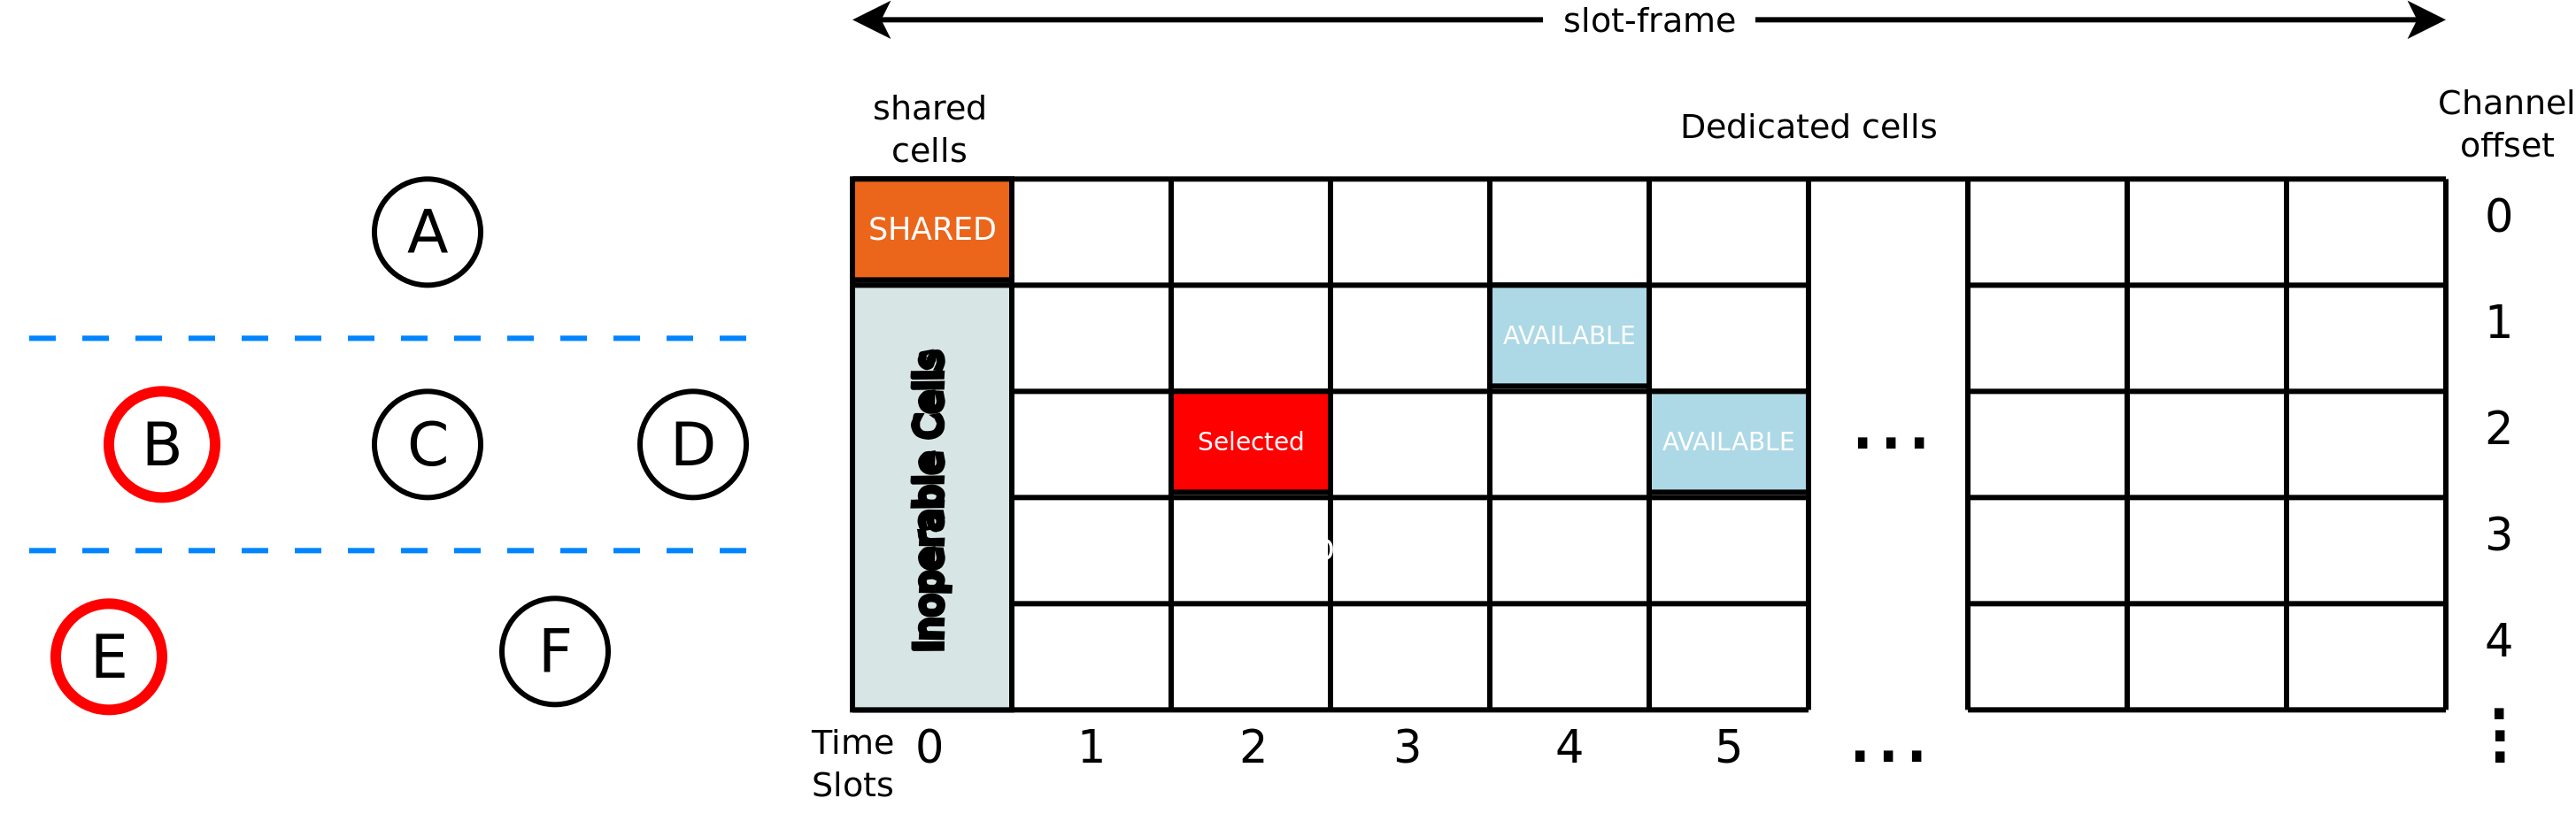 slot-frame
shared
cells
Dedicated cells
Channel
offset
A
B
C
D
E
F
SHARED
Inoperable Cells
AVAILABLE
Selected
AVAILABLE
...
0
1
2
3
4
⋮
Time
Slots
0 1 2 3 4 5 ...